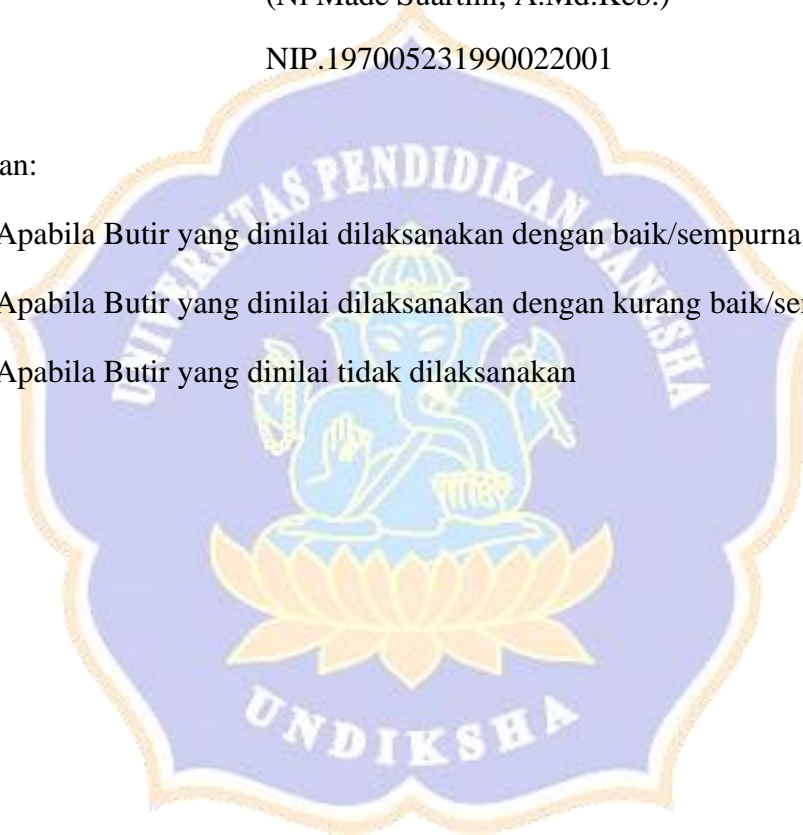 (Ni Made Suartini, A.Md.Keb.)
NIP.197005231990022001
an:
Apabila Butir yang dinilai dilaksanakan dengan baik/sempurna
Apabila Butir yang dinilai dilaksanakan dengan kurang baik/se
Apabila Butir yang dinilai tidak dilaksanakan
UNIVERSITAS PENDIDIKAN GANESHA
UNDIKSHA